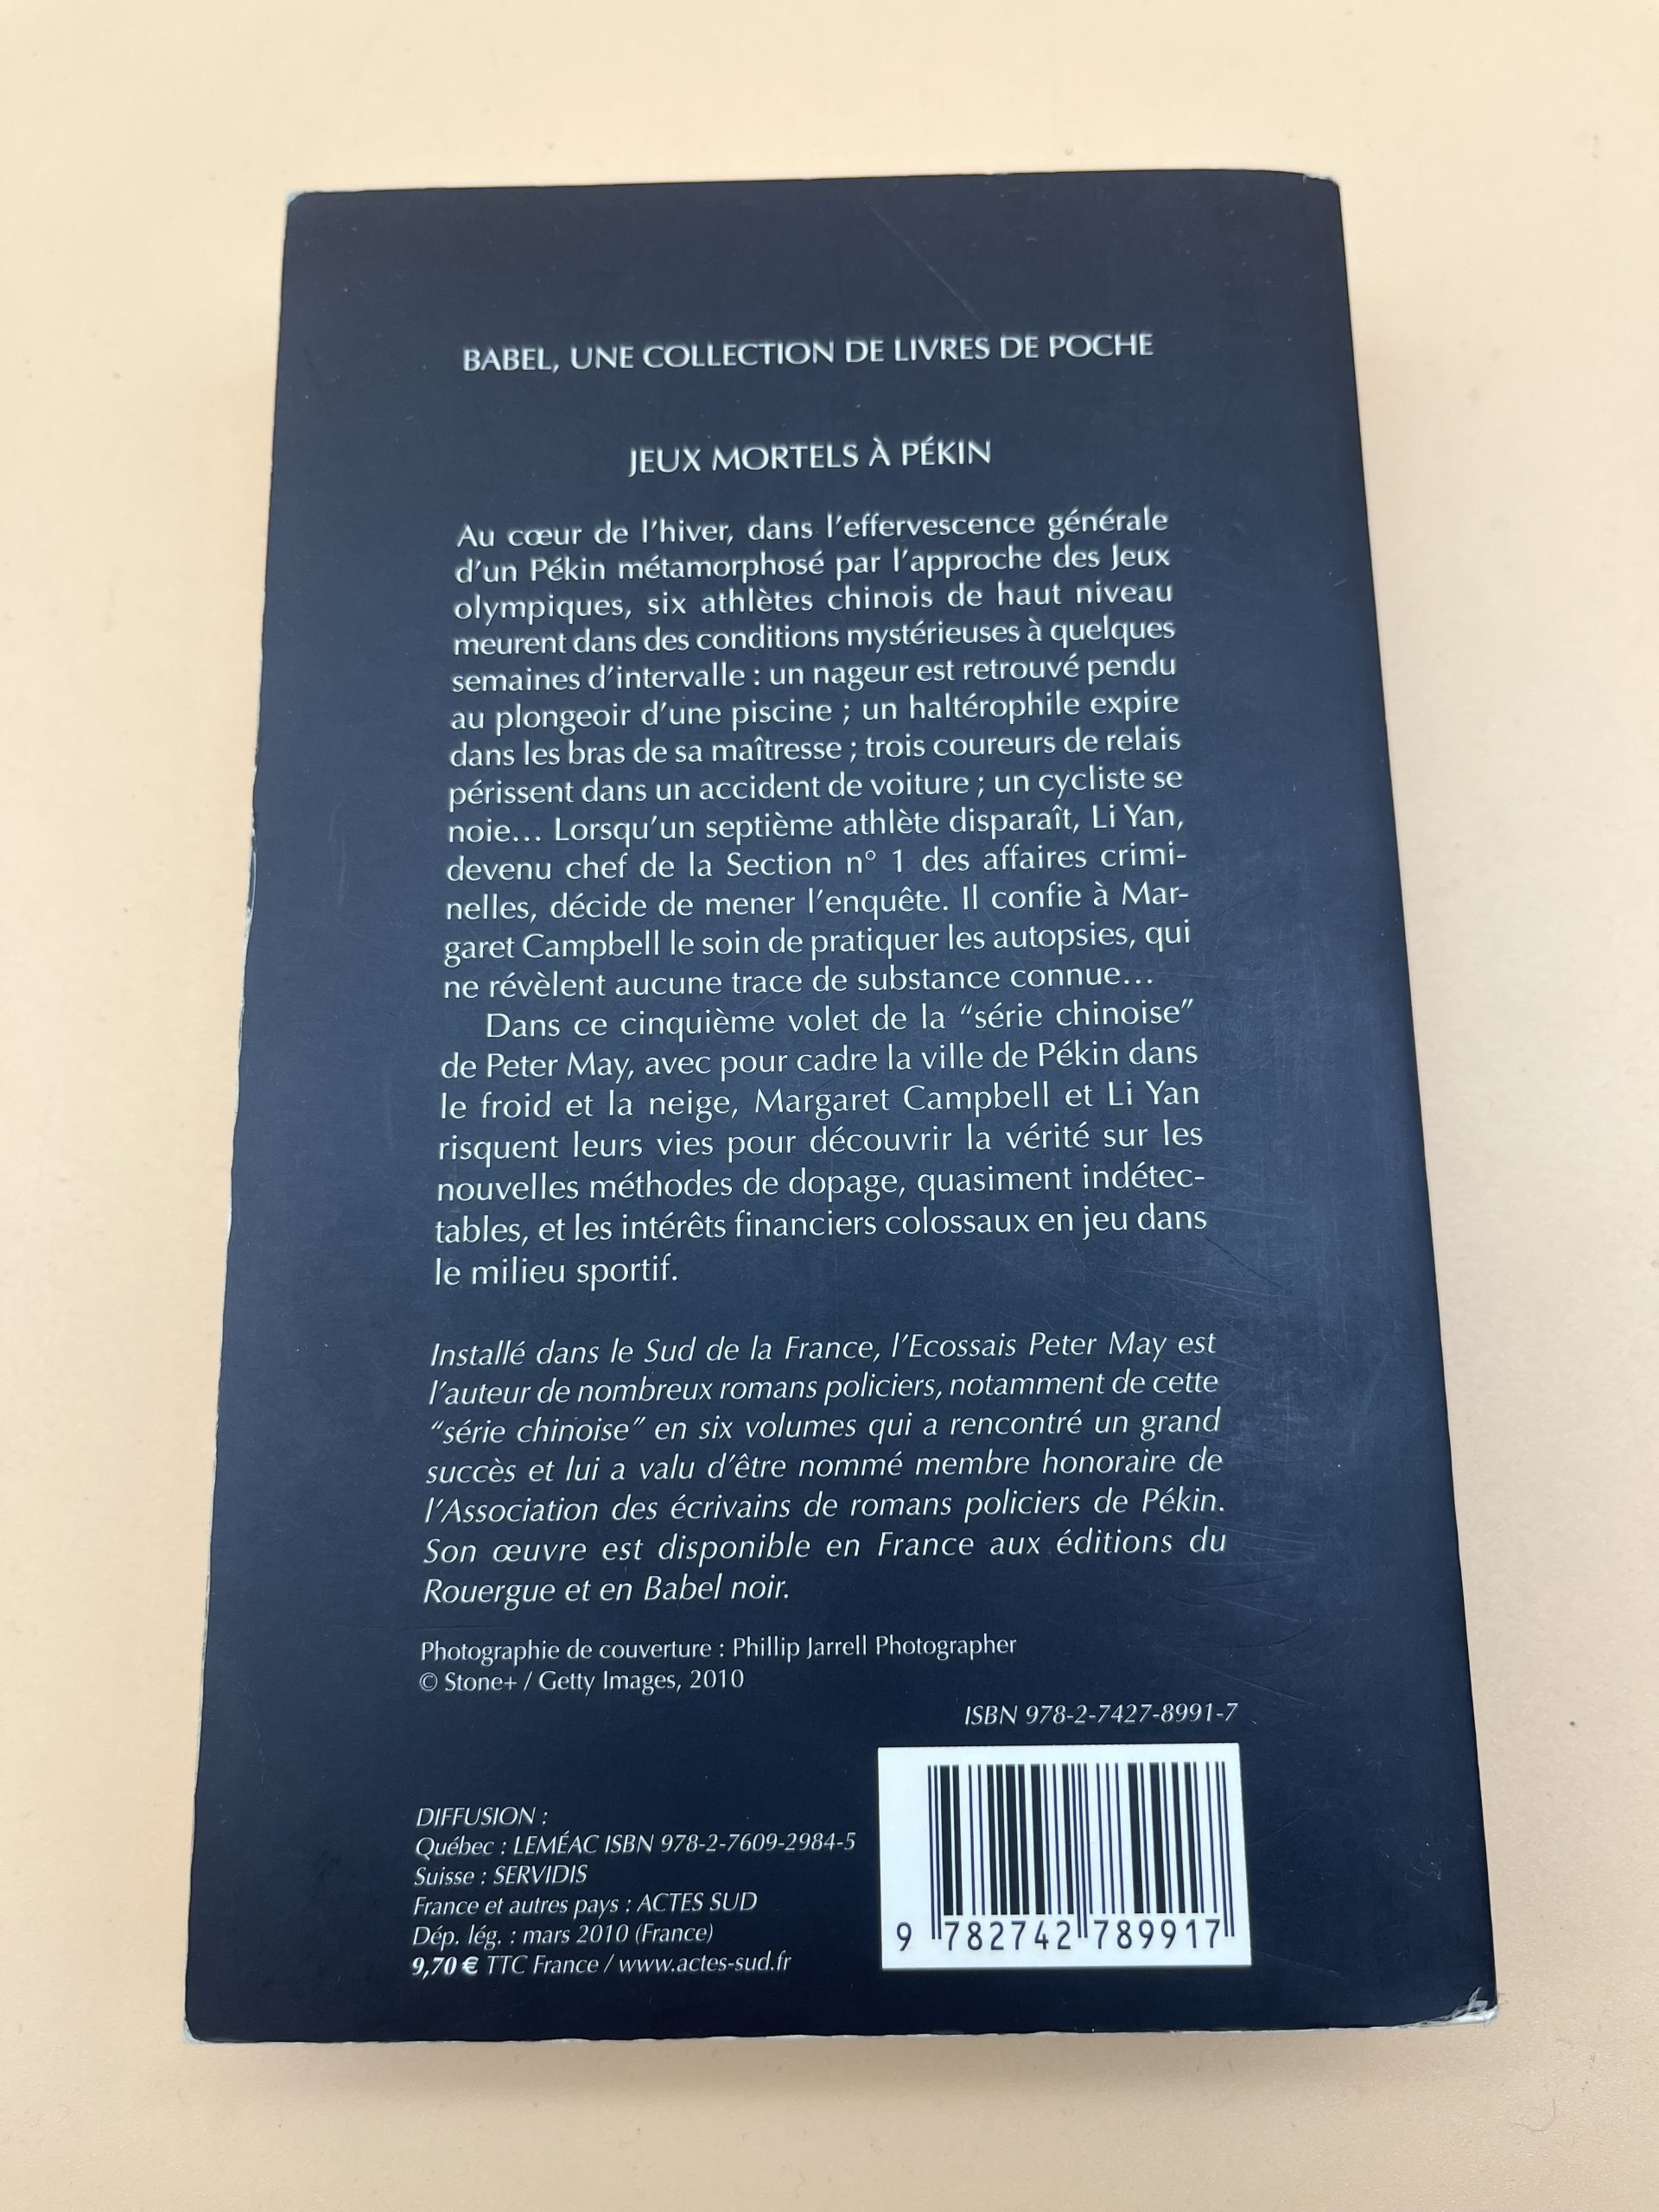 BABEL, UNE COLLECTION DE LIVRES DE POCHE
JEUX MORTELS À PÉKIN
Au cœur de l'hiver, dans l'effervescence générale
d'un Pékin métamorphosé par l'approche des Jeux
olympiques, six athlètes chinois de haut niveau
meurent dans des conditions mystérieuses à quelques
semaines d'intervalle : un nageur est retrouvé pendu
au plongeoir d'une piscine ; un haltérophile expire
dans les bras de sa maîtresse ; trois coureurs de relais
périssent dans un accident de voiture ; un cycliste se
noie... Lorsqu'un septième athlète disparaît, Li Yan,
devenu chef de la Section n° 1 des affaires crimi-
nelles, décide de mener l'enquête. Il confie à Mar-
garet Campbell le soin de pratiquer les autopsies, qui
ne révèlent aucune trace de substance connue...
Dans ce cinquième volet de la "série chinoise"
de Peter May, avec pour cadre la ville de Pékin dans
le froid et la neige, Margaret Campbell et Li Yan
risquent leurs vies pour découvrir la vérité sur les
nouvelles méthodes de dopage, quasiment indétec-
tables, et les intérêts financiers colossaux en jeu dans
le milieu sportif.
Installé dans le Sud de la France, l'Ecossais Peter May est
l'auteur de nombreux romans policiers, notamment de cette
"série chinoise" en six volumes qui a rencontré un grand
succès et lui a valu d'être nommé membre honoraire de
l'Association des écrivains de romans policiers de Pékin.
Son œuvre est disponible en France aux éditions du
Rouergue et en Babel noir.
Photographie de couverture : Phillip Jarrell Photographer
© Stone+ / Getty Images, 2010
ISBN 978-2-7427-8991-7
DIFFUSION :
Québec : LEMÉAC ISBN 978-2-7609-2984-5
Suisse : SERVIDIS
France et autres pays : ACTES SUD
Dép. lég. : mars 2010 (France)
9,70 € TTC France / www.actes-sud.fr
9 782742 789917